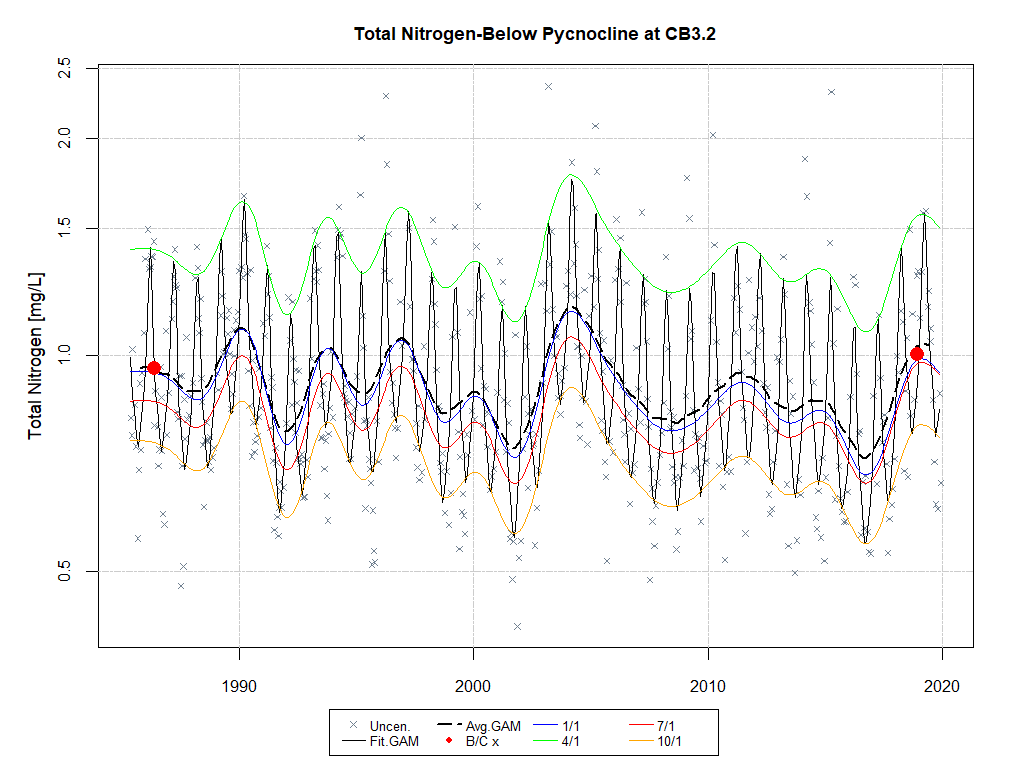 Total Nitrogen-Below Pycnocline at CB3.2
Total Nitrogen [mg/L]
2.5
2.0
1.5
1.0
0.5
1990 2000 2010 2020
Uncen. Avg.GAM 1/1 7/1
Fit.GAM B/C x 4/1 10/1